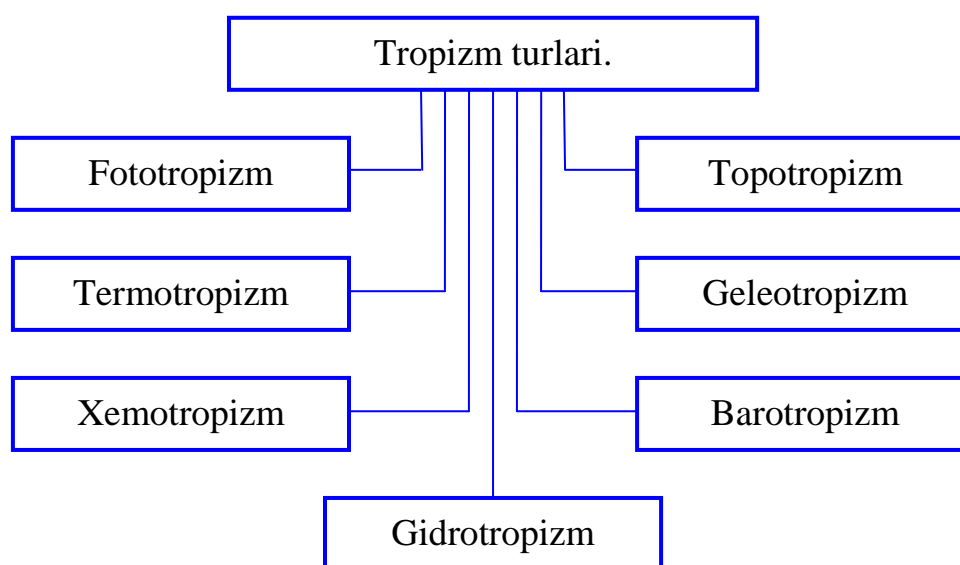 Tropizm turlari.
Fototropizm
Topotropizm
Termotropizm
Geleotropizm
Xemotropizm
Barotropizm
Gidrotropizm